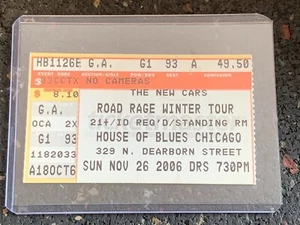 HB1126E G.A. G1 93 A 49.50
NO CAMERAS
$ 8.10 THE NEW CARS
G.A. ROAD RAGE WINTER TOUR
OCA 2X 21+/ID REQ'D/STANDING RM
G1 93 HOUSE OF BLUES CHICAGO
329 N. DEARBORN STREET
A18OCT6 SUN NOV 26 2006 DRS 730PM